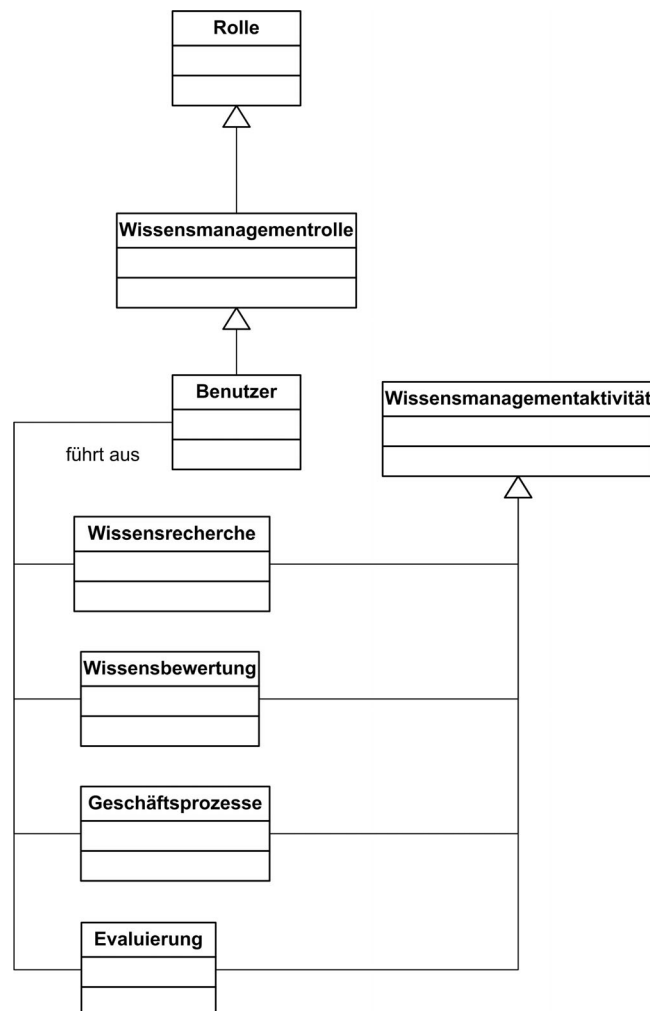 Rolle
Wissensmanagementrolle
Benutzer
Wissensmanagementaktivität
führt aus
Wissensrecherche
Wissensbewertung
Geschäftsprozesse
Evaluierung